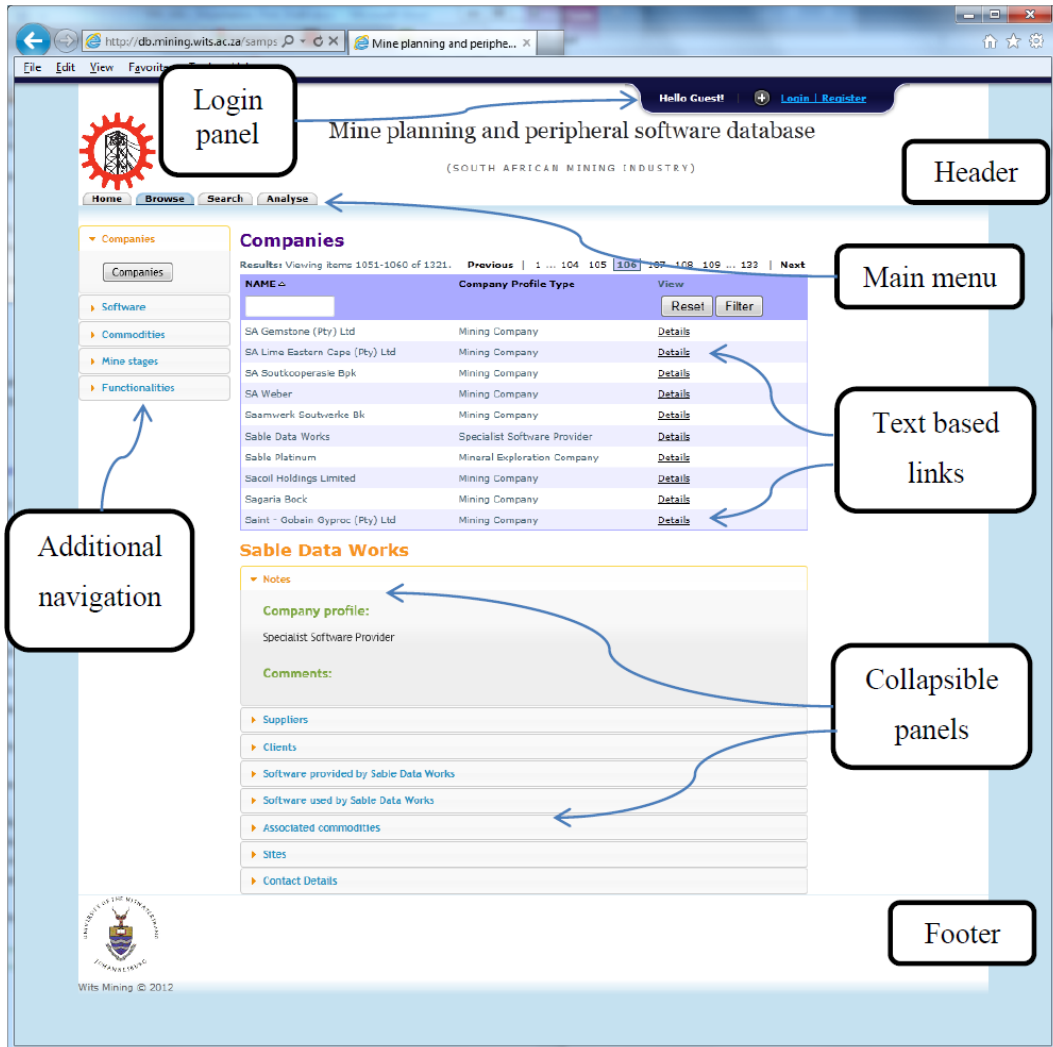 http://db.mining.wits.ac.za/samps
Mine planning and periphe...
File Edit View Favorit
Login
panel
Hello Guest! Login | Register
Mine planning and peripheral software database
(SOUTH AFRICAN MINING INDUSTRY)
Header
Home Browse Search Analyse
Companies
Companies
Software
Commodities
Mine stages
Functionalities
Additional
navigation
Companies
Results: Viewing items 1051-1060 of 1321. Previous | 1 ... 104 105 106 107 108 109 ... 133 | Next
NAME Company Profile Type View
Reset Filter
SA Gemstone (Pty) Ltd Mining Company Details
SA Lime Eastern Cape (Pty) Ltd Mining Company Details
SA Soutkooperasie Bpk Mining Company Details
SA Weber Mining Company Details
Saamwerk Soutwerke Bk Mining Company Details
Sable Data Works Specialist Software Provider Details
Sable Platinum Mineral Exploration Company Details
Sacoil Holdings Limited Mining Company Details
Sagaria Bock Mining Company Details
Saint - Gobain Gyproc (Pty) Ltd Mining Company Details
Main menu
Text based
links
Sable Data Works
Notes
Company profile:
Specialist Software Provider
Comments:
Suppliers
Clients
Software provided by Sable Data Works
Software used by Sable Data Works
Associated commodities
Sites
Contact Details
Collapsible
panels
Footer
UNIVERSITY OF THE WITWATERSRAND
JOHANNESBURG
Wits Mining © 2012